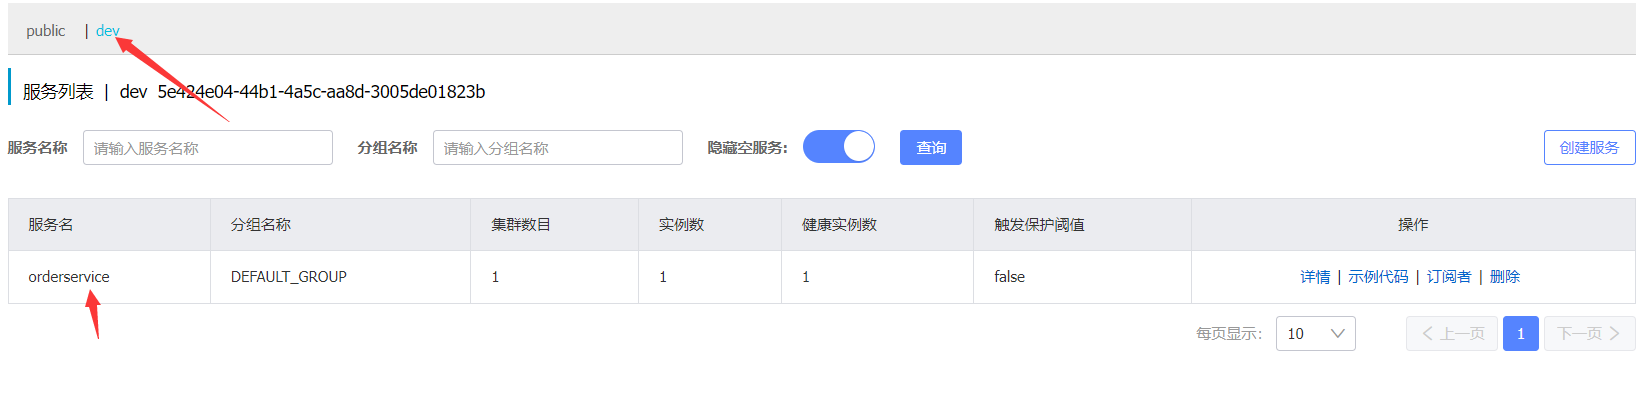 public | dev
服务列表 | dev 5e424e04-44b1-4a5c-aa8d-3005de01823b
服务名称 请输入服务名称 分组名称 请输入分组名称 隐藏空服务: 查询 创建服务
服务名 分组名称 集群数目 实例数 健康实例数 触发保护阈值 操作
orderservice DEFAULT_GROUP 1 1 1 false 详情 | 示例代码 | 订阅者 | 删除
每页显示: 10 上一页 1 下一页